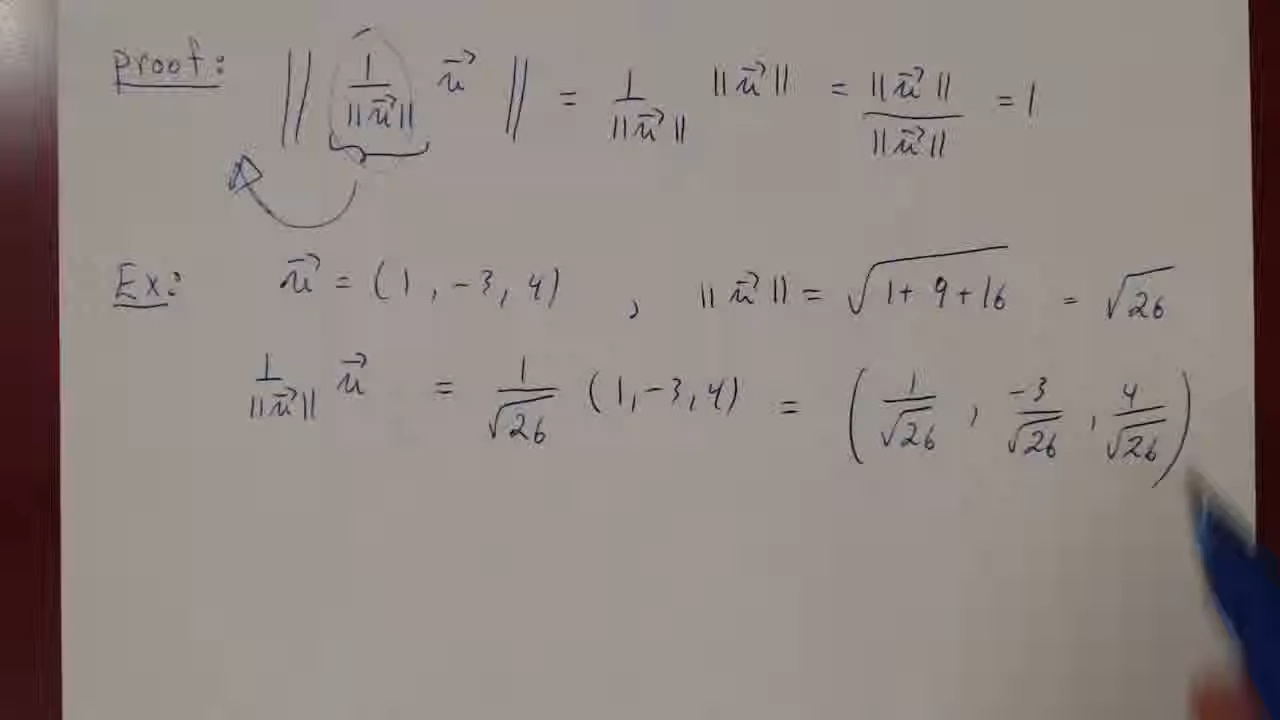 proof: || 1/||u⃗|| u⃗ || = 1/||u⃗|| ||u⃗|| = ||u⃗||/||u⃗|| = 1
Ex: u⃗ = (1, -3, 4) , ||u⃗|| = √(1+9+16) = √26
1/||u⃗|| u⃗ = 1/√26 (1, -3, 4) = (1/√26 , -3/√26 , 4/√26)